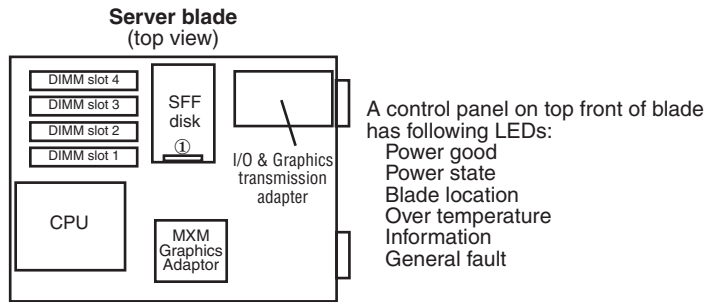 Server blade
(top view)
DIMM slot 4
DIMM slot 3
DIMM slot 2
DIMM slot 1
SFF
disk
①
I/O & Graphics
transmission
adapter
CPU
MXM
Graphics
Adaptor
A control panel on top front of blade
has following LEDs:
Power good
Power state
Blade location
Over temperature
Information
General fault